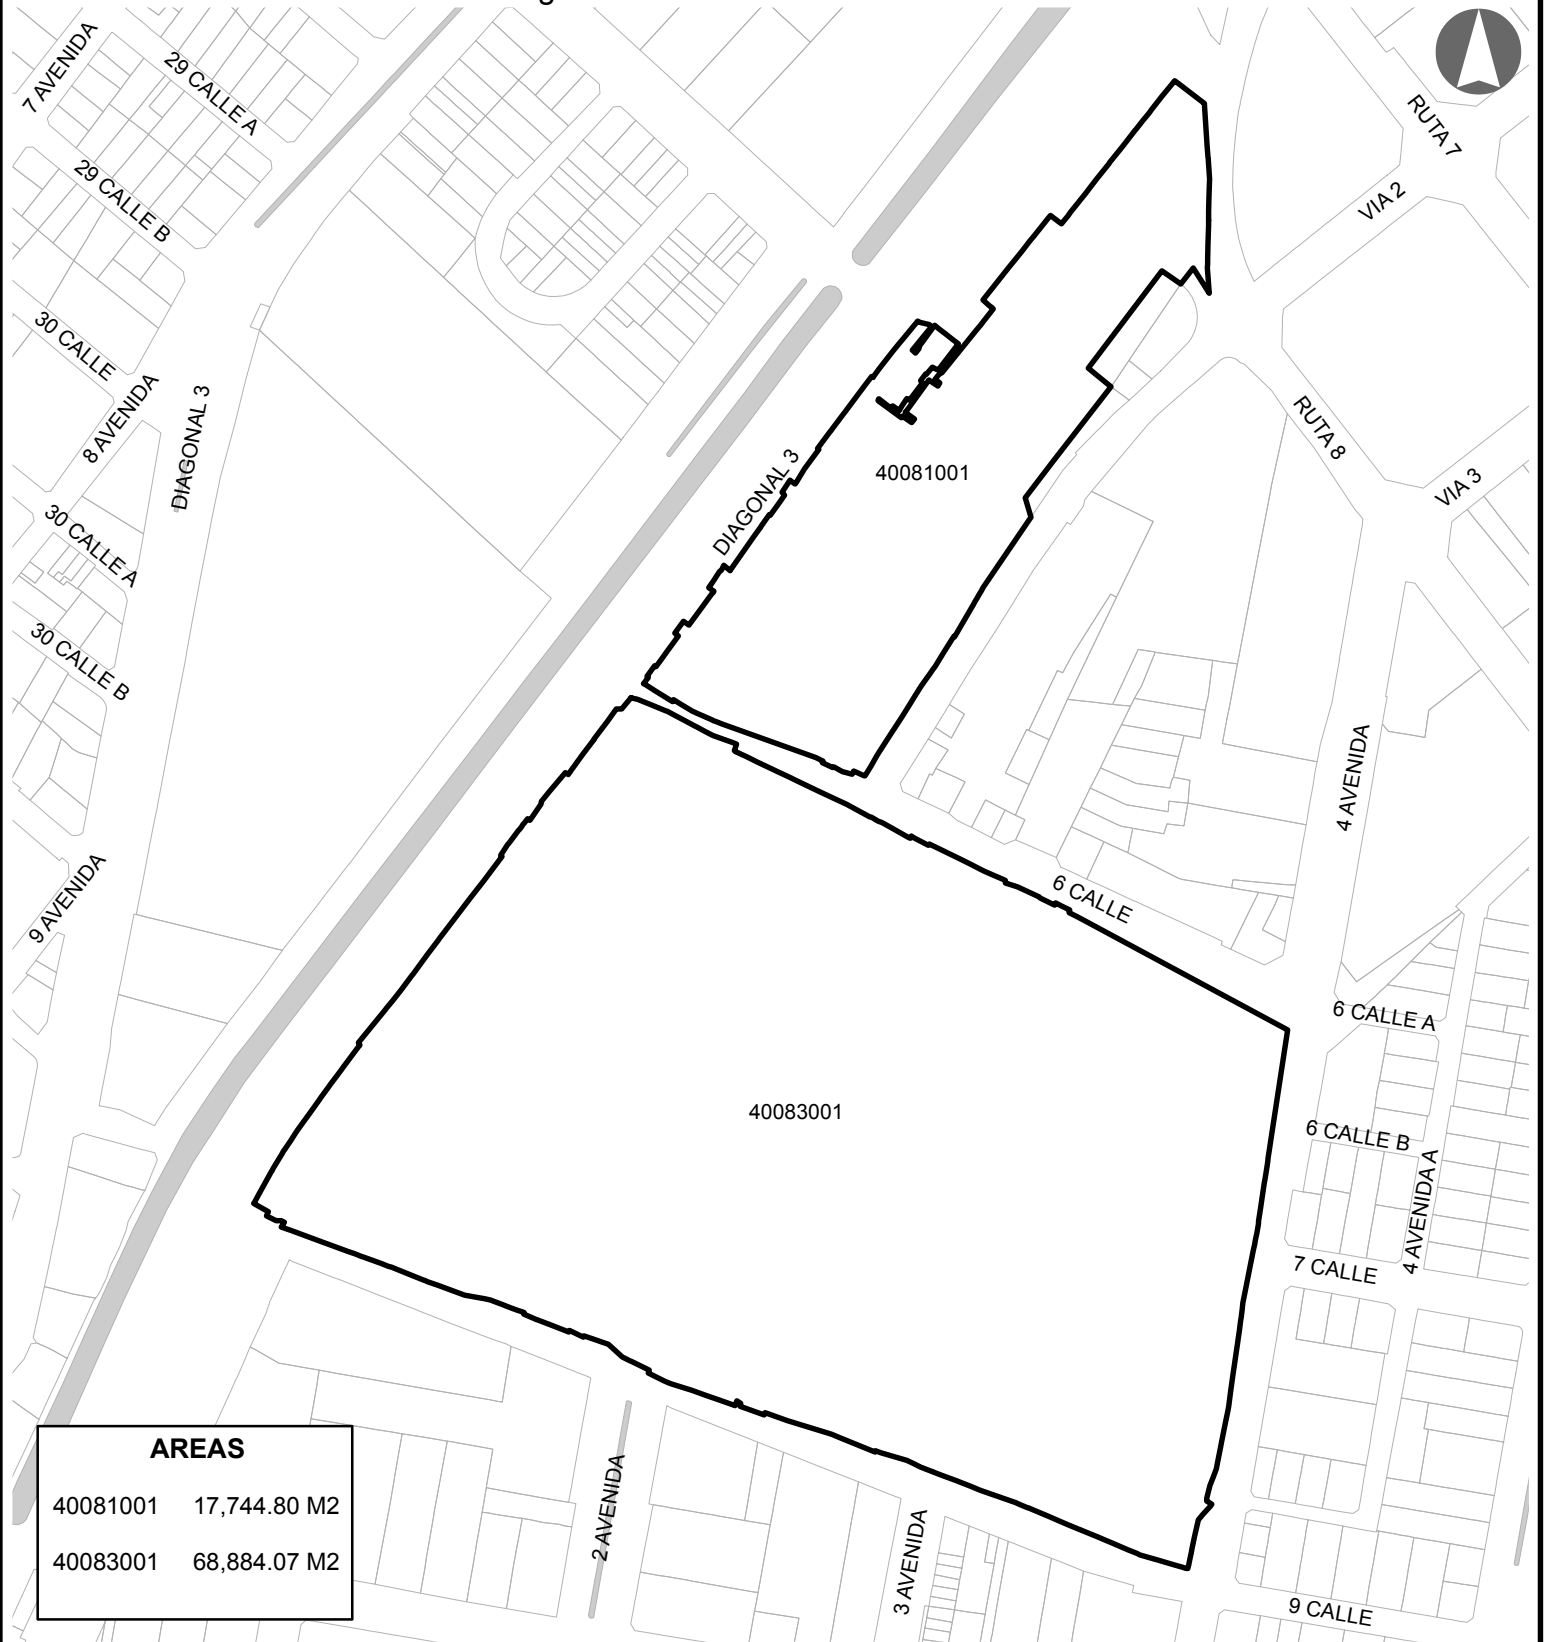 7 AVENIDA
29 CALLE A
29 CALLE B
30 CALLE
8 AVENIDA
DIAGONAL 3
30 CALLE A
30 CALLE B
9 AVENIDA
RUTA 7
VIA 2
RUTA 8
VIA 3
DIAGONAL 3
40081001
4 AVENIDA
6 CALLE
6 CALLE A
40083001
6 CALLE B
4 AVENIDA A
7 CALLE
2 AVENIDA
3 AVENIDA
9 CALLE
AREAS
40081001 17,744.80 M2
40083001 68,884.07 M2